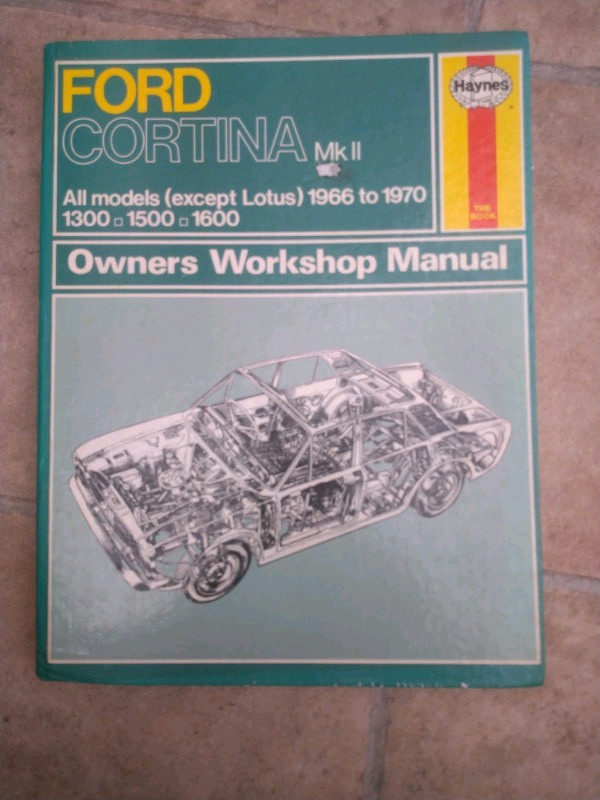 FORD
CORTINA Mk II
All models (except Lotus) 1966 to 1970
1300 □ 1500 □ 1600
Haynes
THE
BOOK
Owners Workshop Manual